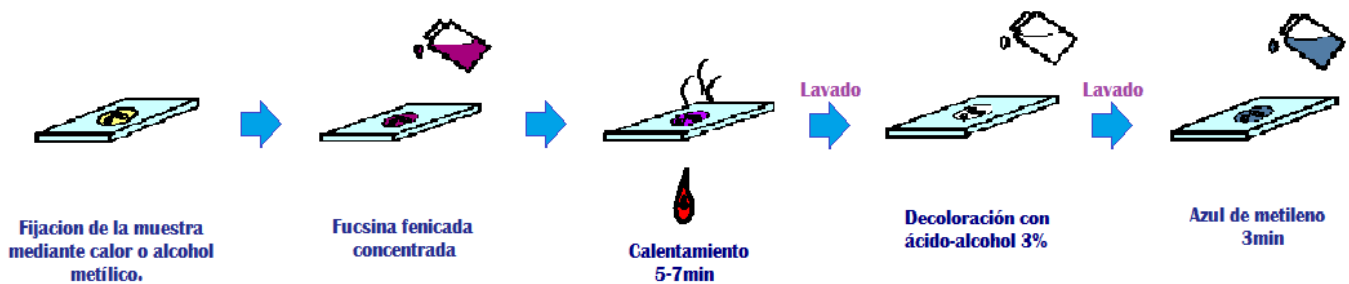 Fijacion de la muestra
mediante calor o alcohol
metílico.
Fucsina fenicada
concentrada
Calentamiento
5-7min
Lavado
Decoloración con
ácido-alcohol 3%
Lavado
Azul de metileno
3min